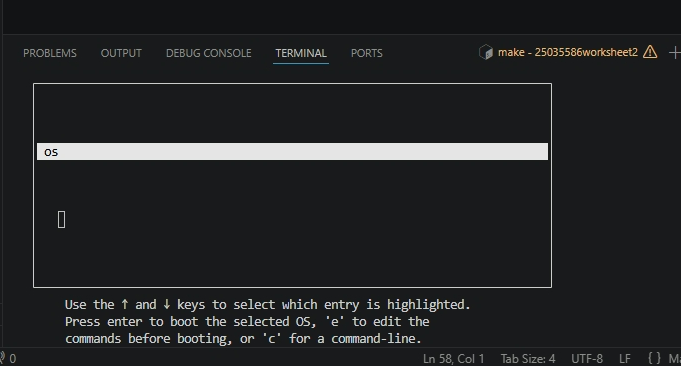 PROBLEMS OUTPUT DEBUG CONSOLE TERMINAL PORTS make - 25035586worksheet2
os
Use the ↑ and ↓ keys to select which entry is highlighted.
Press enter to boot the selected OS, 'e' to edit the
commands before booting, or 'c' for a command-line.
0 Ln 58, Col 1 Tab Size: 4 UTF-8 LF { } Ma